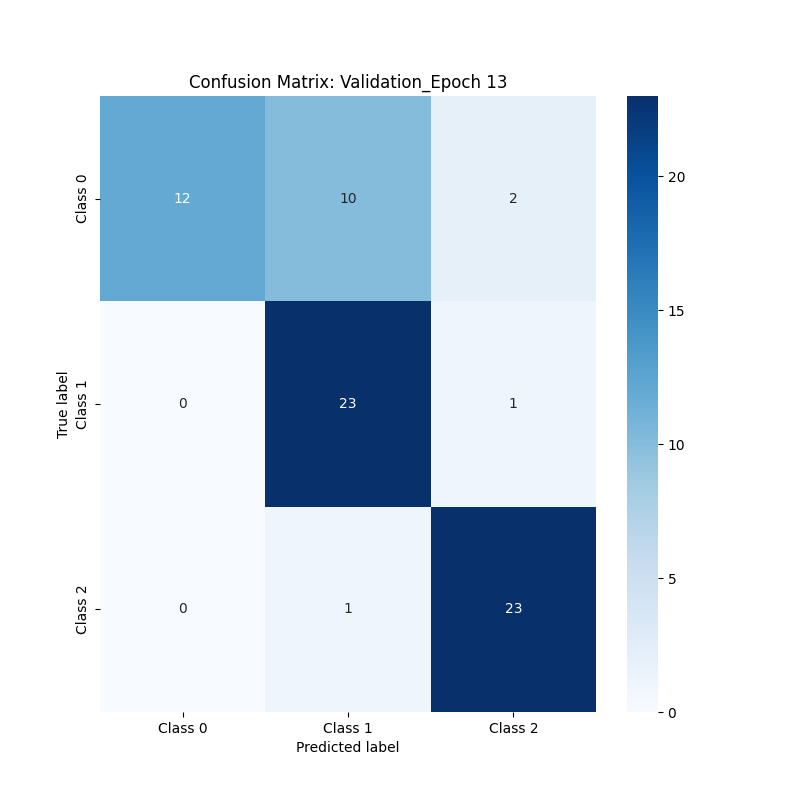 Confusion Matrix: Validation_Epoch 13
Class 0
12
10
2
Class 1
0
23
1
Class 2
0
1
23
True label
Class 0
Class 1
Class 2
Predicted label
20
15
10
5
0